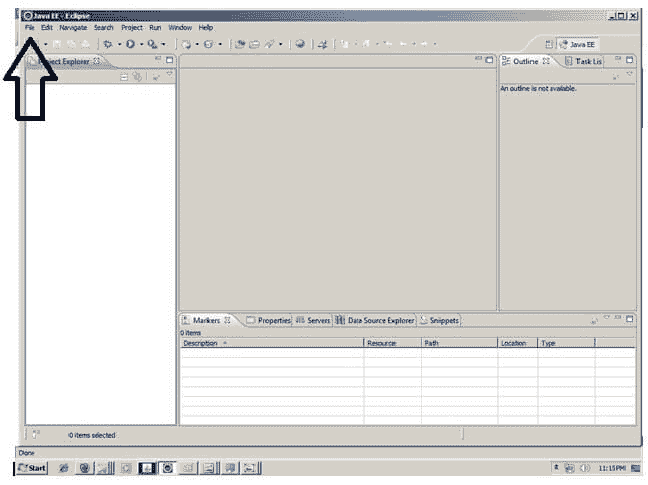 Java EE - Eclipse
File Edit Navigate Search Project Run Window Help
Java EE
Project Explorer
Outline Task Lis
An outline is not available.
Markers Properties Servers Data Source Explorer Snippets
0 items
Description Resource Path Location Type
0 items selected
Done
Start 11:15PM